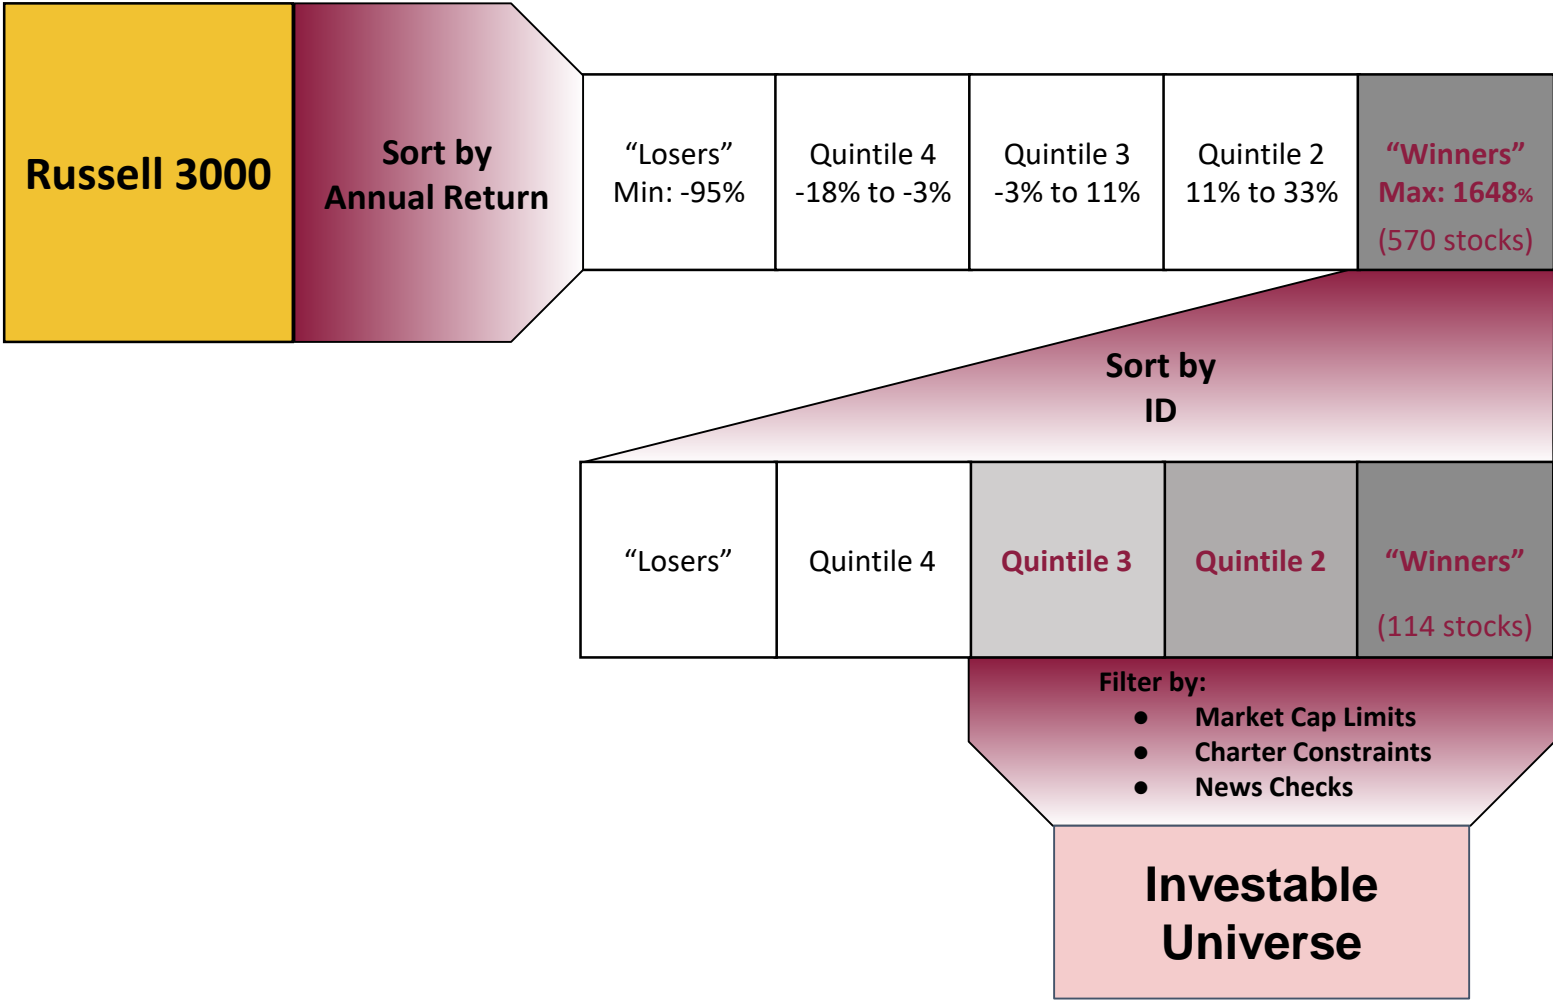 Russell 3000
Sort by
Annual Return
“Losers”
Min: -95%
Quintile 4
-18% to -3%
Quintile 3
-3% to 11%
Quintile 2
11% to 33%
“Winners”
Max: 1648%
(570 stocks)
Sort by
ID
“Losers”
Quintile 4
Quintile 3
Quintile 2
“Winners”
(114 stocks)
Filter by:
● Market Cap Limits
● Charter Constraints
● News Checks
Investable
Universe